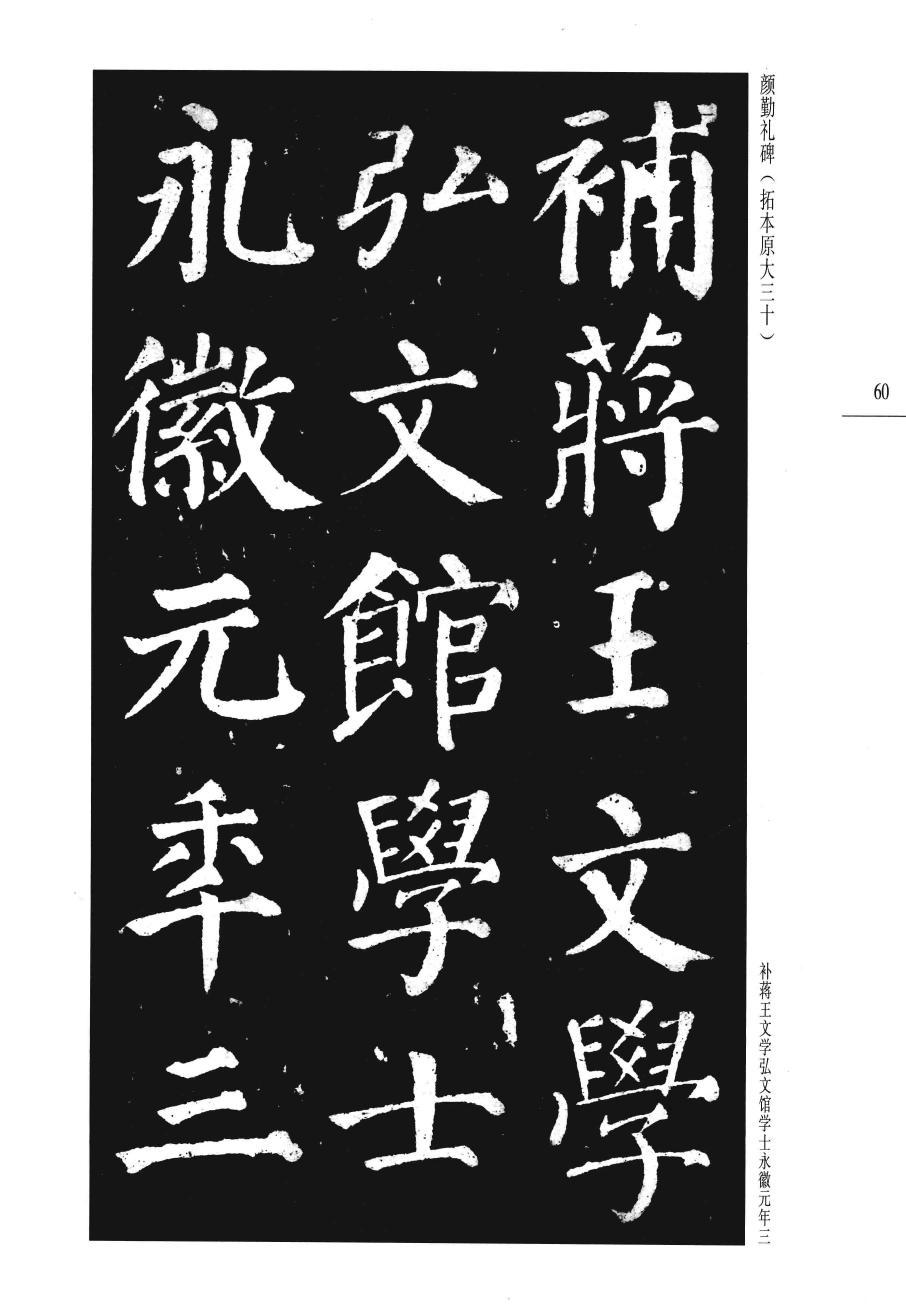 颜勤礼碑（拓本原大三十）
60
補蔣王文學
弘文館學士
永徽元年三
补蒋王文学弘文馆学士永徽元年三